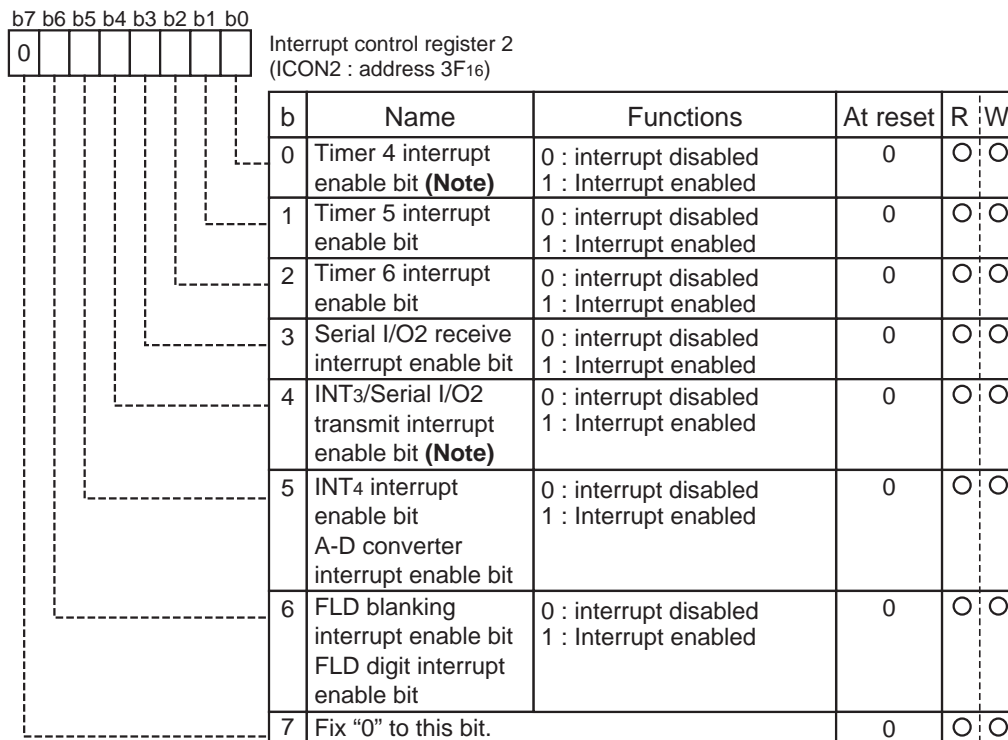 b7 b6 b5 b4 b3 b2 b1 b0
0
Interrupt control register 2
(ICON2 : address 3F16)
b Name Functions At reset R W
0 Timer 4 interrupt enable bit (Note) 0 : interrupt disabled 1 : Interrupt enabled 0 O O
1 Timer 5 interrupt enable bit 0 : interrupt disabled 1 : Interrupt enabled 0 O O
2 Timer 6 interrupt enable bit 0 : interrupt disabled 1 : Interrupt enabled 0 O O
3 Serial I/O2 receive interrupt enable bit 0 : interrupt disabled 1 : Interrupt enabled 0 O O
4 INT3/Serial I/O2 transmit interrupt enable bit (Note) 0 : interrupt disabled 1 : Interrupt enabled 0 O O
5 INT4 interrupt enable bit A-D converter interrupt enable bit 0 : interrupt disabled 1 : Interrupt enabled 0 O O
6 FLD blanking interrupt enable bit FLD digit interrupt enable bit 0 : interrupt disabled 1 : Interrupt enabled 0 O O
7 Fix “0” to this bit. 0 O O